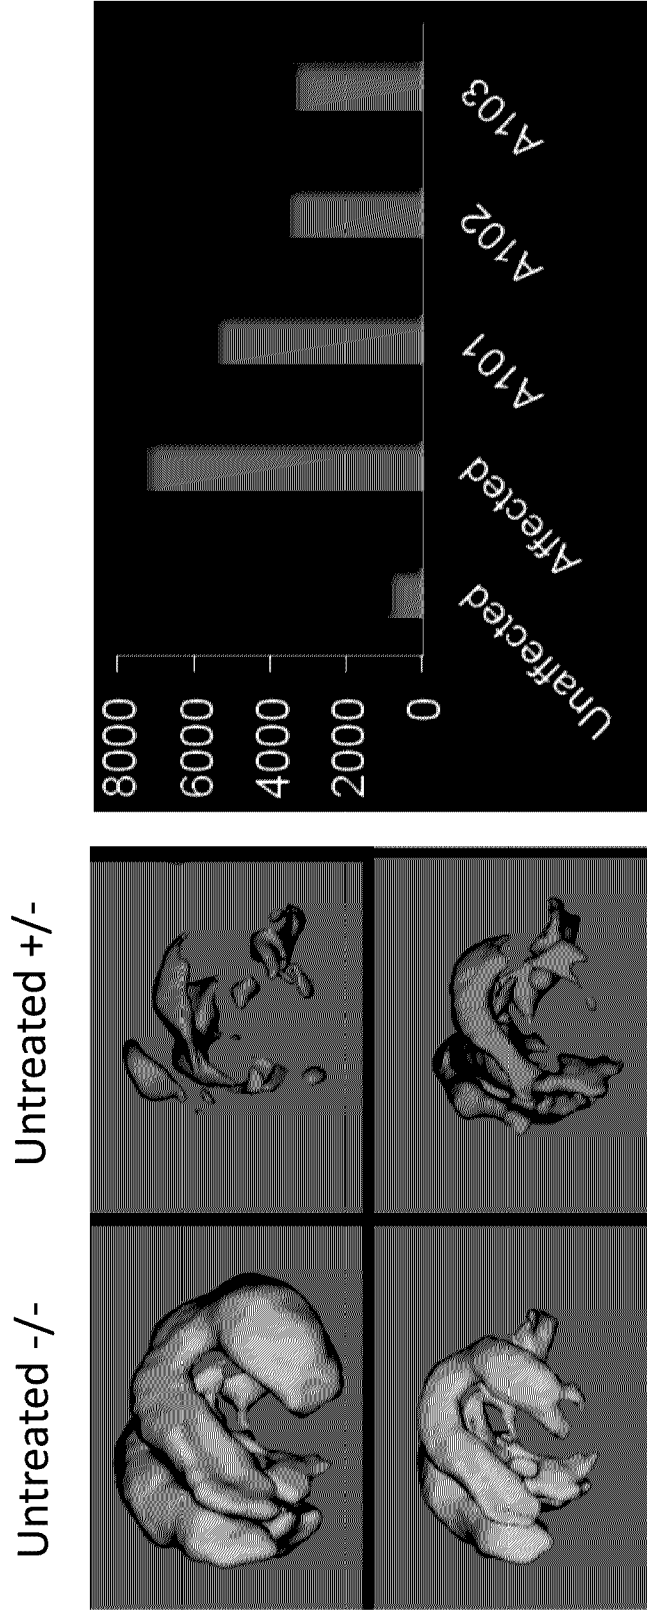 Untreated -/-
Untreated +/-
8000
6000
4000
2000
0
Unaffected
Affected
A101
A102
A103